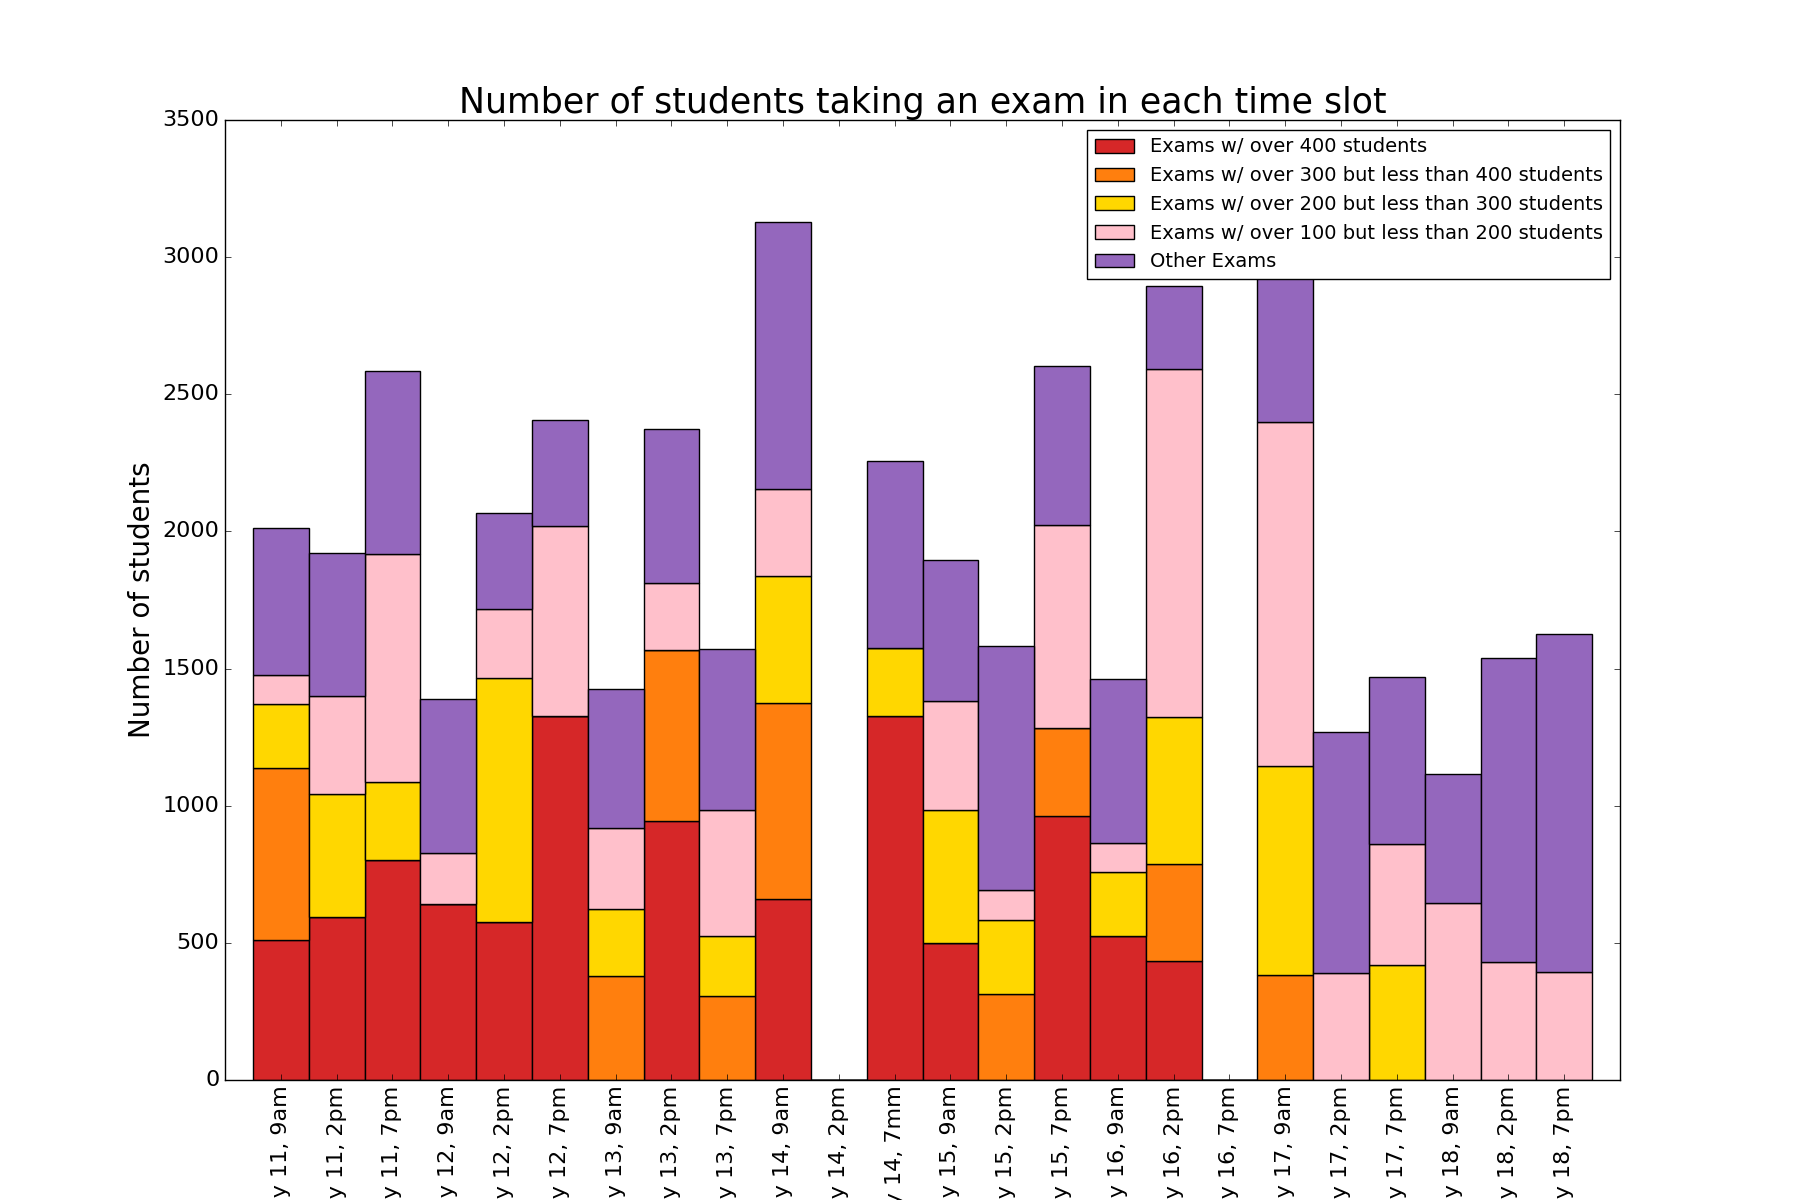 Number of students taking an exam in each time slot
Exams w/ over 400 students
Exams w/ over 300 but less than 400 students
Exams w/ over 200 but less than 300 students
Exams w/ over 100 but less than 200 students
Other Exams
Number of students
3500
3000
2500
2000
1500
1000
500
0
y 11, 9am
y 11, 2pm
y 11, 7pm
y 12, 9am
y 12, 2pm
y 12, 7pm
y 13, 9am
y 13, 2pm
y 13, 7pm
y 14, 9am
y 14, 2pm
y 14, 7mm
y 15, 9am
y 15, 2pm
y 15, 7pm
y 16, 9am
y 16, 2pm
y 16, 7pm
y 17, 9am
y 17, 2pm
y 17, 7pm
y 18, 9am
y 18, 2pm
y 18, 7pm